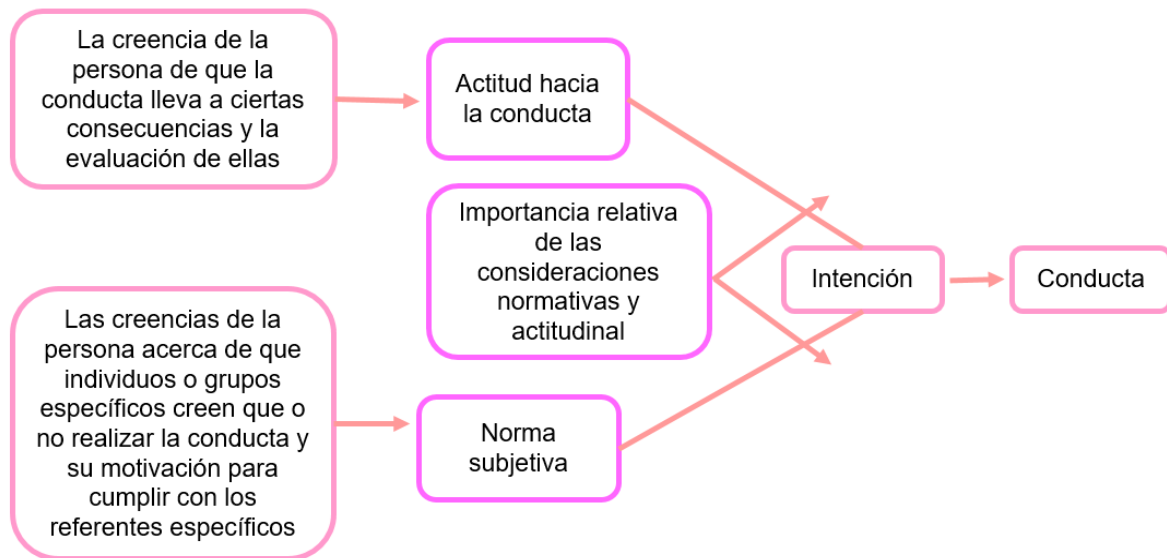 La creencia de la
persona de que la
conducta lleva a ciertas
consecuencias y la
evaluación de ellas
Actitud hacia
la conducta
Importancia relativa
de las
consideraciones
normativas y
actitudinal
Intención
Conducta
Las creencias de la
persona acerca de que
individuos o grupos
específicos creen que o
no realizar la conducta y
su motivación para
cumplir con los
referentes específicos
Norma
subjetiva